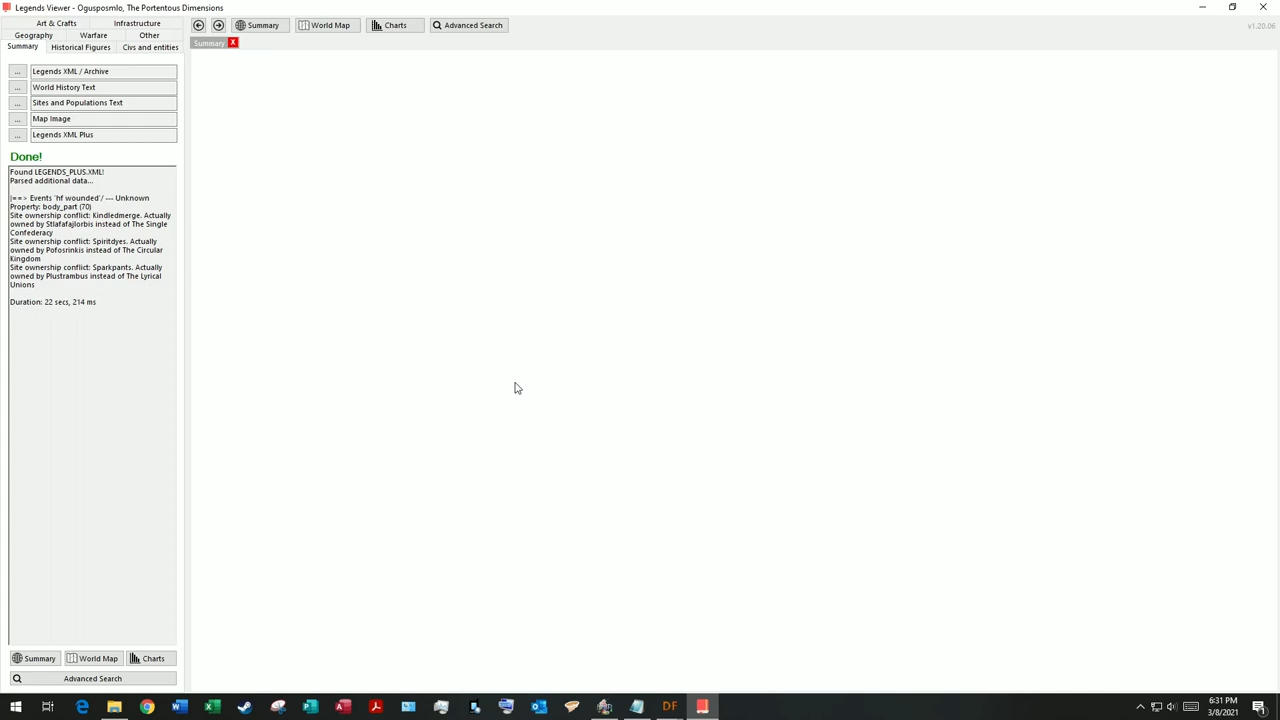 Legends Viewer - Ogusposmlo, The Portentous Dimensions
Art & Crafts Infrastructure
Geography Warfare Other
Summary Historical Figures Civs and entities
Summary World Map Charts Advanced Search
v1.20.06
Summary X
... Legends XML / Archive
... World History Text
... Sites and Populations Text
... Map Image
... Legends XML Plus
Done!
Found LEGENDS_PLUS.XML!
Parsed additional data...
|==> Events 'hf wounded'/ --- Unknown
Property: body_part (70)
Site ownership conflict: Kindledmerge. Actually
owned by Stlafafajlorbis instead of The Single
Confederacy
Site ownership conflict: Spiritdyes. Actually
owned by Pofosrinkis instead of The Circular
Kingdom
Site ownership conflict: Sparkpants. Actually
owned by Plustrambus instead of The Lyrical
Unions
Duration: 22 secs, 214 ms
Summary World Map Charts
Advanced Search
DF
6:31 PM
3/8/2021